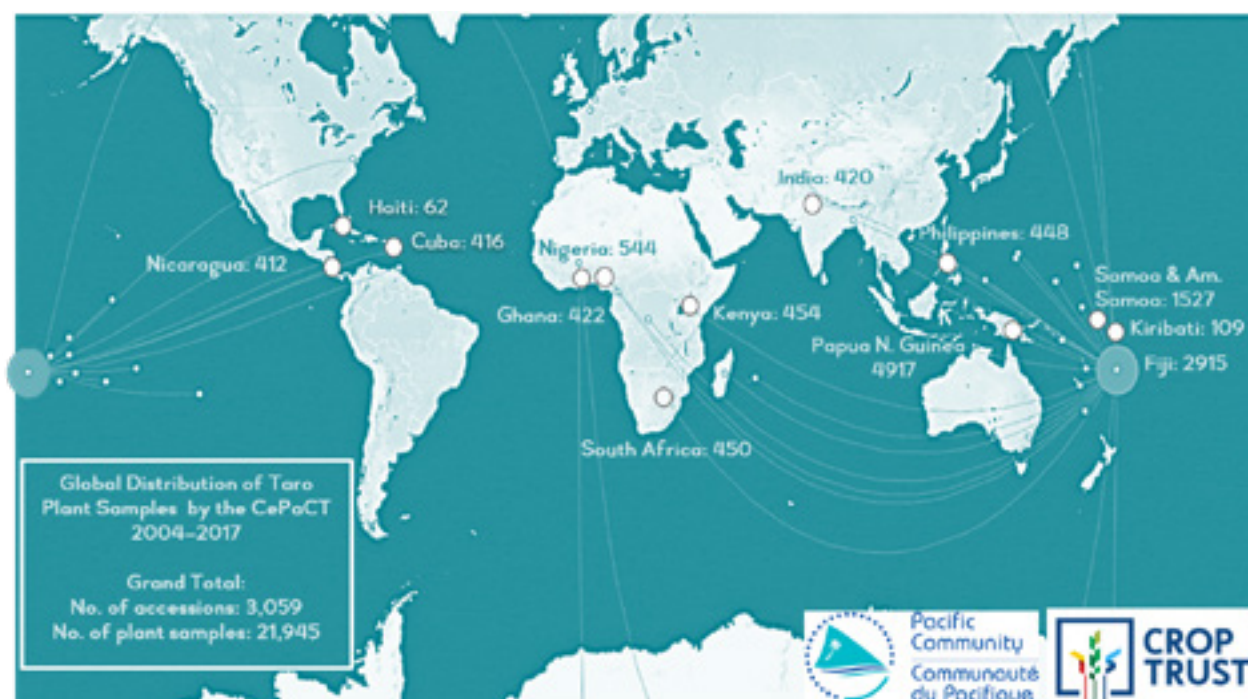 India: 420
Haiti: 62
Cuba: 416
Nicaragua: 412
Nigeria: 544
Philippines: 448
Ghana: 422
Kenya: 454
Samoa & Am.
Samoa: 1527
Kiribati: 109
Papua N. Guinea
4917
Fiji: 2915
South Africa: 450
Global Distribution of Taro
Plant Samples by the CePaCT
2004–2017
Grand Total:
No. of accessions: 3,059
No. of plant samples: 21,945
Pacific
Community
Communauté
du Pacifique
CROP
TRUST